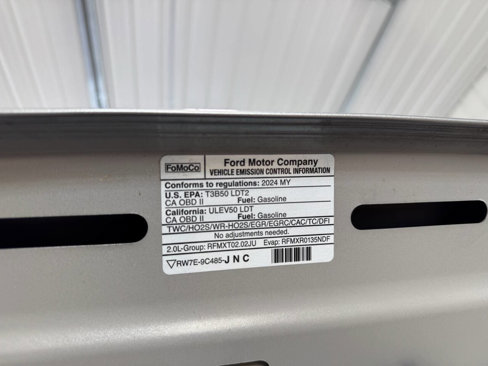 FoMoCo
Ford Motor Company
VEHICLE EMISSION CONTROL INFORMATION
Conforms to regulations: 2024 MY
U.S. EPA: T3B50 LDT2
CA OBD II Fuel: Gasoline
California: ULEV50 LDT
CA OBD II Fuel: Gasoline
TWC/HO2S/WR-HO2S/EGR/EGRC/CAC/TC/DFI
No adjustments needed.
2.0L-Group: RFMXT02.02JU Evap: RFMXR0135NDF
RW7E-9C485-JNC